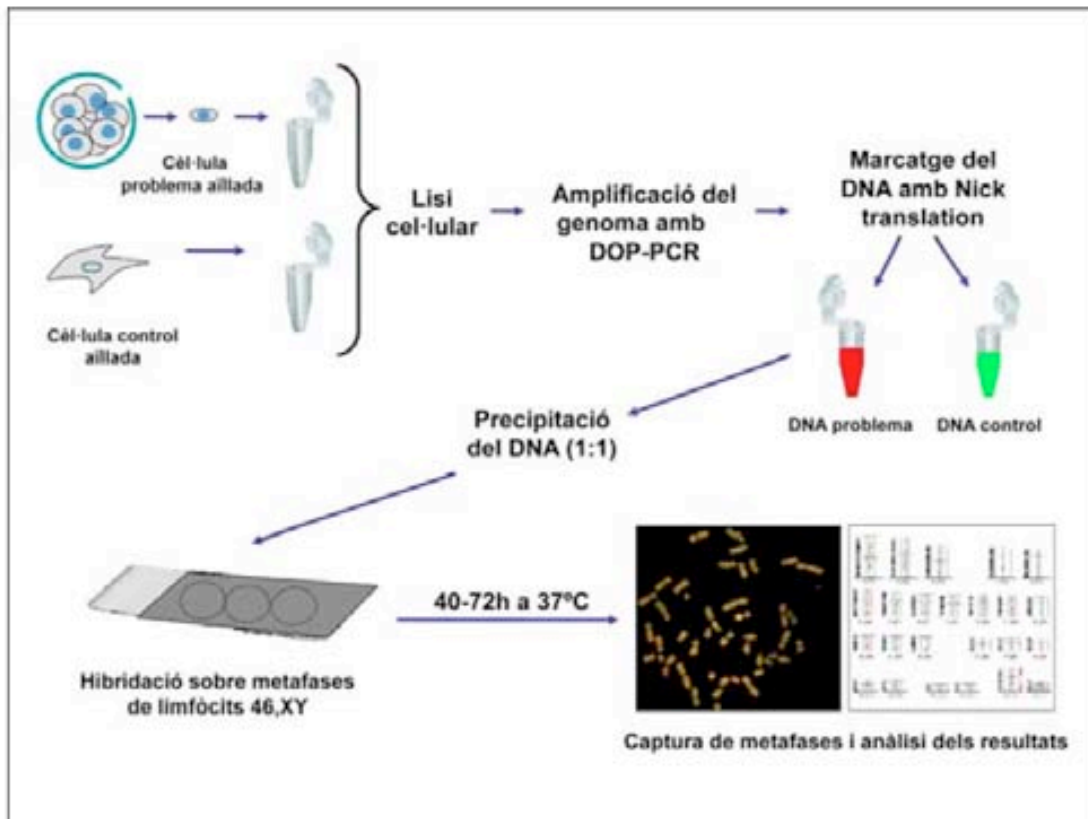 Cèl·lula
problema aïllada
Cèl·lula control
aïllada
Lisi
cel·lular
Amplificació del
genoma amb
DOP-PCR
Marcatge del
DNA amb Nick
translation
DNA problema
DNA control
Precipitació
del DNA (1:1)
40-72h a 37ºC
Hibridació sobre metafases
de limfòcits 46,XY
Captura de metafases i anàlisi dels resultats